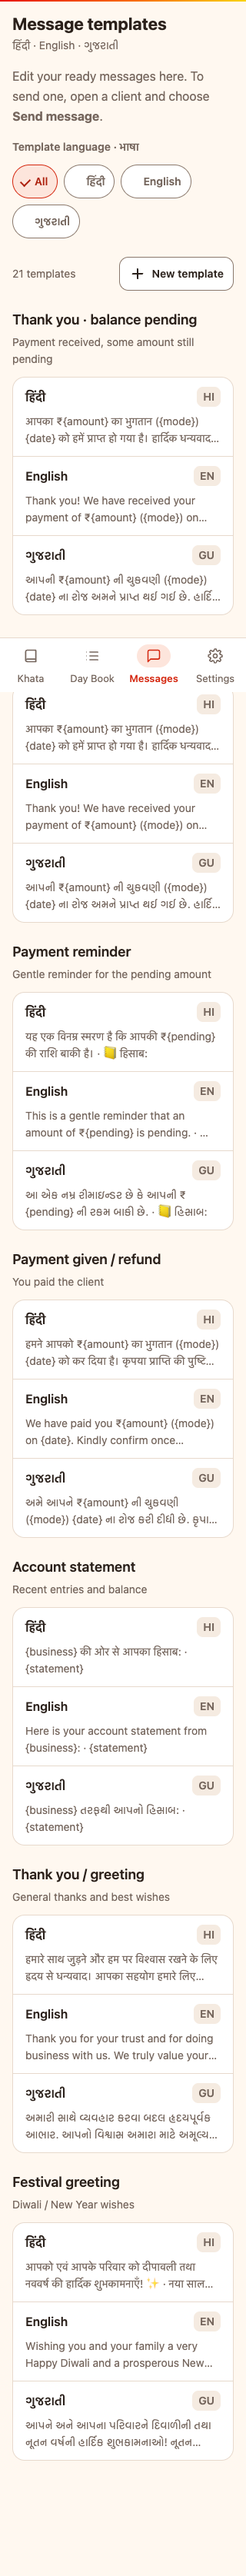 Message templates
हिंदी · English · ગુજરાતી
Edit your ready messages here. To
send one, open a client and choose
Send message.
Template language · भाषा
All
हिंदी
English
ગુજરાતી
21 templates
New template
Thank you · balance pending
Payment received, some amount still
pending
हिंदी
HI
आपका ₹{amount} का भुगतान ({mode})
{date} को हमें प्राप्त हो गया है। हार्दिक धन्यवाद…
English
EN
Thank you! We have received your
payment of ₹{amount} ({mode}) on…
ગુજરાતી
GU
આપની ₹{amount} ની ચુકવણી ({mode})
{date} ના રોજ અમને પ્રાપ્ત થઈ ગઈ છે. હાર્દિ…
Khata
Day Book
Messages
Settings
हिंदी
HI
आपका ₹{amount} का भुगतान ({mode})
{date} को हमें प्राप्त हो गया है। हार्दिक धन्यवाद…
English
EN
Thank you! We have received your
payment of ₹{amount} ({mode}) on…
ગુજરાતી
GU
આપની ₹{amount} ની ચુકવણી ({mode})
{date} ના રોજ અમને પ્રાપ્ત થઈ ગઈ છે. હાર્દિ…
Payment reminder
Gentle reminder for the pending amount
हिंदी
HI
यह एक विनम्र स्मरण है कि आपकी ₹{pending}
की राशि बाकी है। · 📒 हिसाब:
English
EN
This is a gentle reminder that an
amount of ₹{pending} is pending. · …
ગુજરાતી
GU
આ એક નમ્ર રીમાઇન્ડર છે કે આપની ₹
{pending} ની રકમ બાકી છે. · 📒 હિસાબ:
Payment given / refund
You paid the client
हिंदी
HI
हमने आपको ₹{amount} का भुगतान ({mode})
{date} को कर दिया है। कृपया प्राप्ति की पुष्टि…
English
EN
We have paid you ₹{amount} ({mode})
on {date}. Kindly confirm once…
ગુજરાતી
GU
અમે આપને ₹{amount} ની ચુકવણી
({mode}) {date} ના રોજ કરી દીધી છે. કૃપા…
Account statement
Recent entries and balance
हिंदी
HI
{business} की ओर से आपका हिसाब: ·
{statement}
English
EN
Here is your account statement from
{business}: · {statement}
ગુજરાતી
GU
{business} તરફથી આપનો હિસાબ: ·
{statement}
Thank you / greeting
General thanks and best wishes
हिंदी
HI
हमारे साथ जुड़ने और हम पर विश्वास रखने के लिए
हृदय से धन्यवाद। आपका सहयोग हमारे लिए…
English
EN
Thank you for your trust and for doing
business with us. We truly value your…
ગુજરાતી
GU
અમારી સાથે વ્યવહાર કરવા બદલ હૃદયપૂર્વક
આભાર. આપનો વિશ્વાસ અમારા માટે અમૂલ્ય…
Festival greeting
Diwali / New Year wishes
हिंदी
HI
आपको एवं आपके परिवार को दीपावली तथा
नववर्ष की हार्दिक शुभकामनाएँ! ✨ · नया साल…
English
EN
Wishing you and your family a very
Happy Diwali and a prosperous New…
ગુજરાતી
GU
આપને અને આપના પરિવારને દિવાળીની તથા
નૂતન વર્ષની હાર્દિક શુભકામનાઓ! નૂતન…